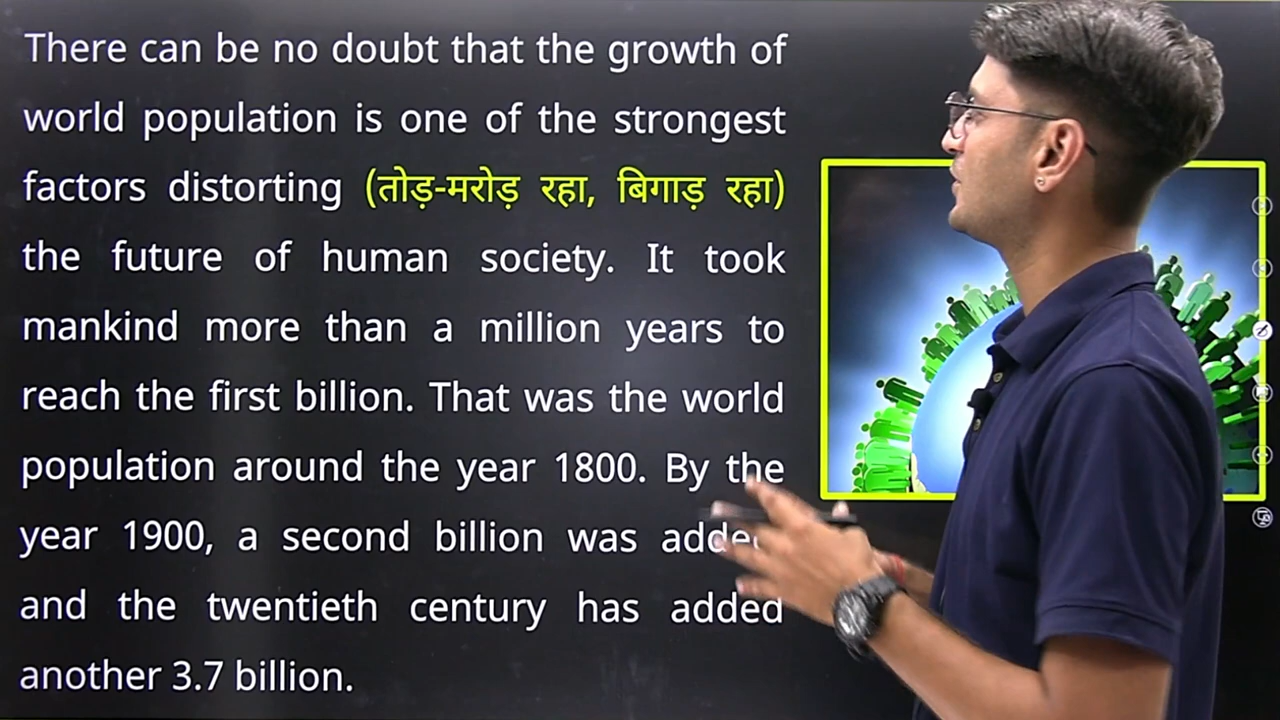 There can be no doubt that the growth of
world population is one of the strongest
factors distorting (तोड़-मरोड़ रहा, बिगाड़ रहा)
the future of human society. It took
mankind more than a million years to
reach the first billion. That was the world
population around the year 1800. By the
year 1900, a second billion was added
and the twentieth century has added
another 3.7 billion.